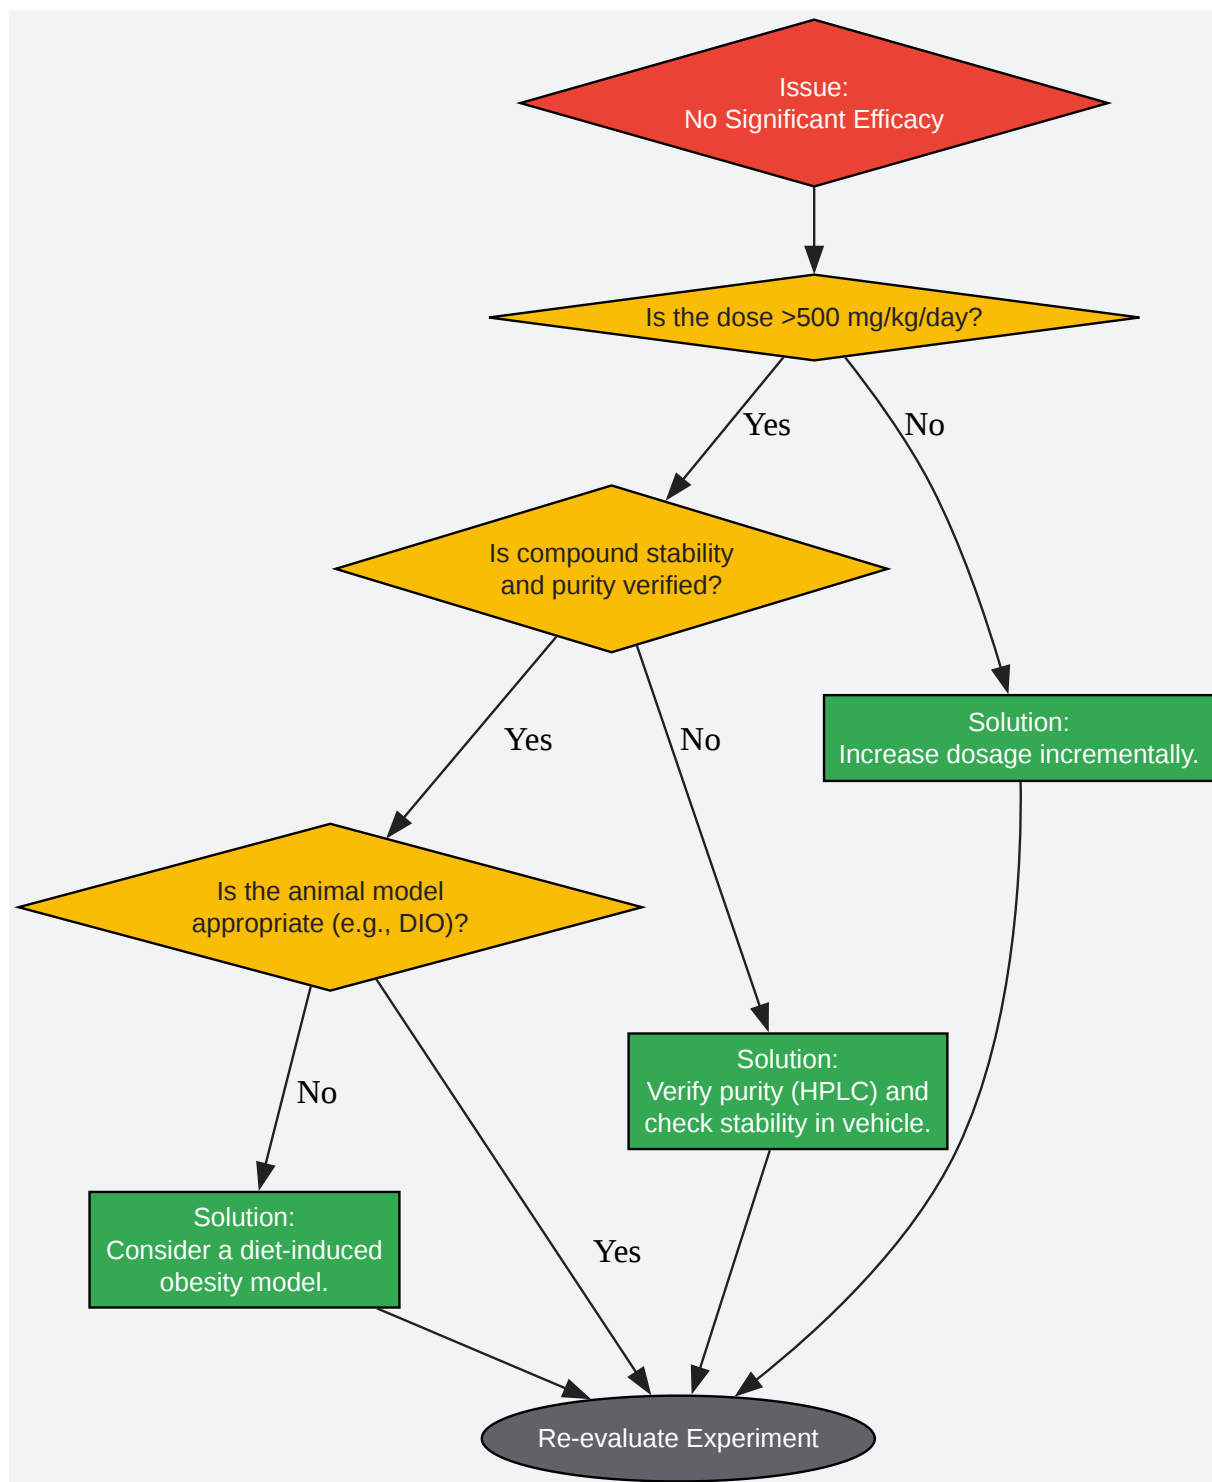 Issue:
No Significant Efficacy
Is the dose >500 mg/kg/day?
Yes
No
Is compound stability
and purity verified?
Yes
No
Solution:
Increase dosage incrementally.
Is the animal model
appropriate (e.g., DIO)?
No
Yes
Solution:
Verify purity (HPLC) and
check stability in vehicle.
Solution:
Consider a diet-induced
obesity model.
Re-evaluate Experiment